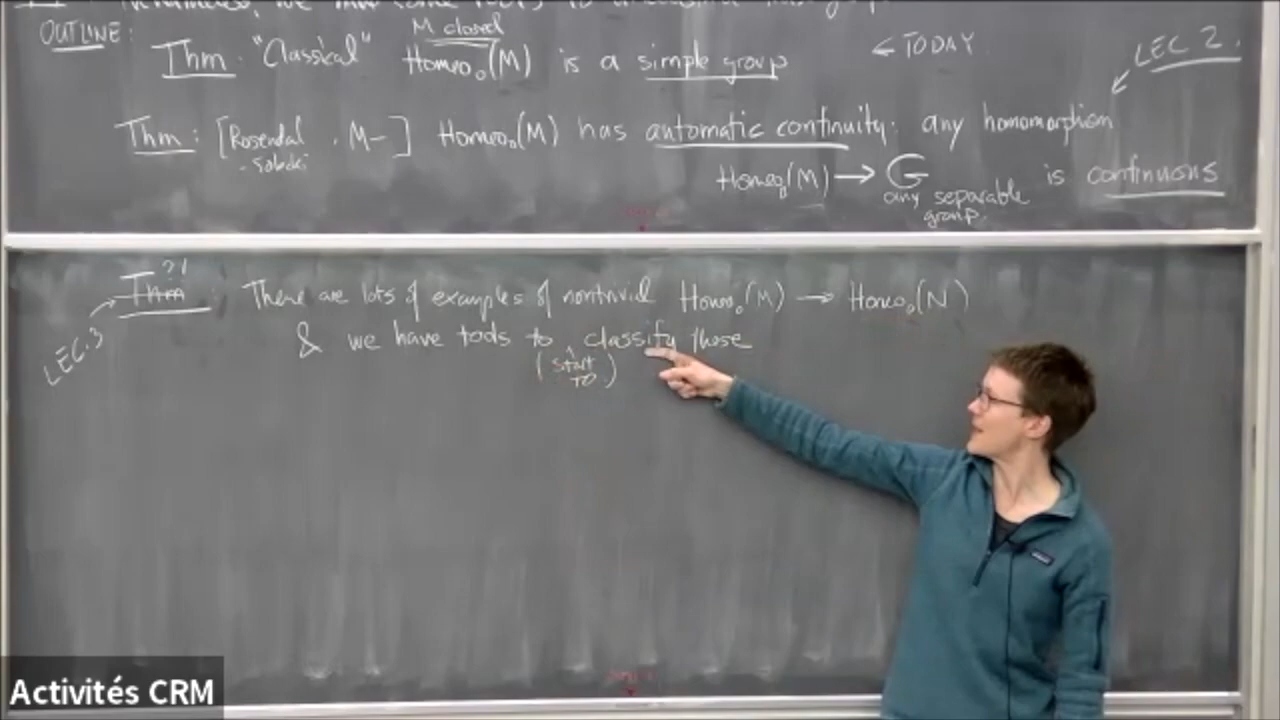 OUTLINE:
M closed
Thm. "Classical" Homeo₀(M) is a simple group
← TODAY
LEC 2.
Thm: [Rosendal, M-] Homeo₀(M) has automatic continuity: any homomorphism
- Sabok
Homeo₀(M) → G is continuous
any separable
group.
?!
Thm: There are lots of examples of nontrivial Homeo₀(M) → Homeo₀(N)
LEC.3
& we have tools to classify those
(start
to)
Activités CRM